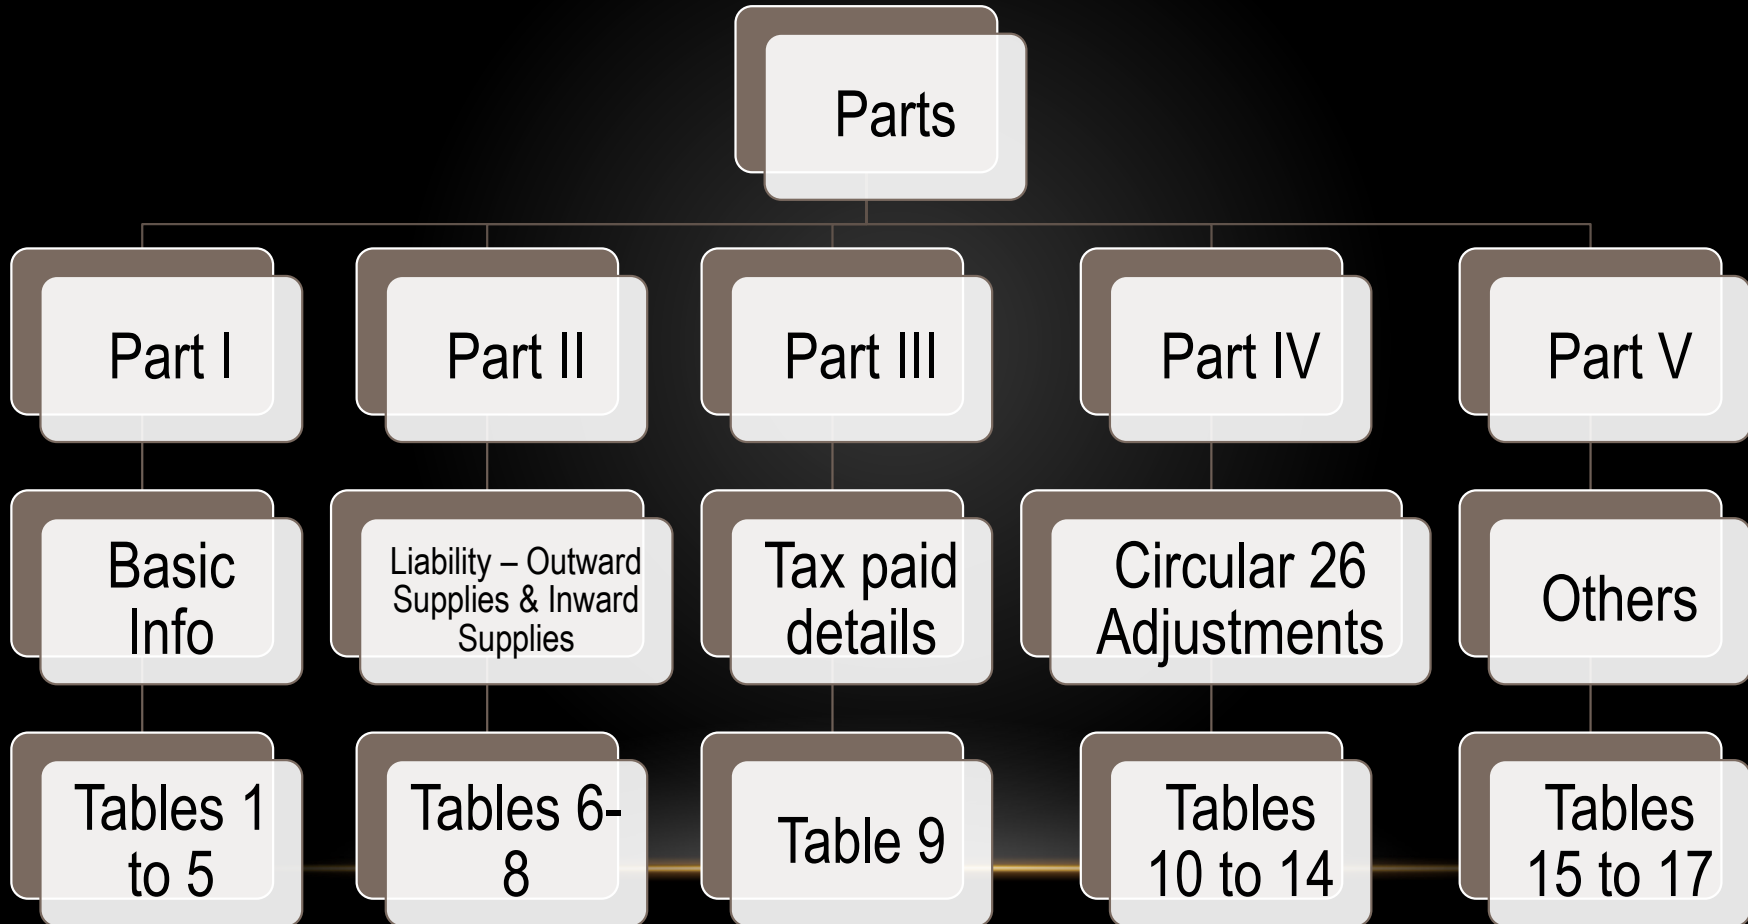 Parts
Part I
Part II
Part III
Part IV
Part V
Basic
Info
Liability – Outward
Supplies & Inward
Supplies
Tax paid
details
Circular 26
Adjustments
Others
Tables 1
to 5
Tables 6-
8
Table 9
Tables
10 to 14
Tables
15 to 17